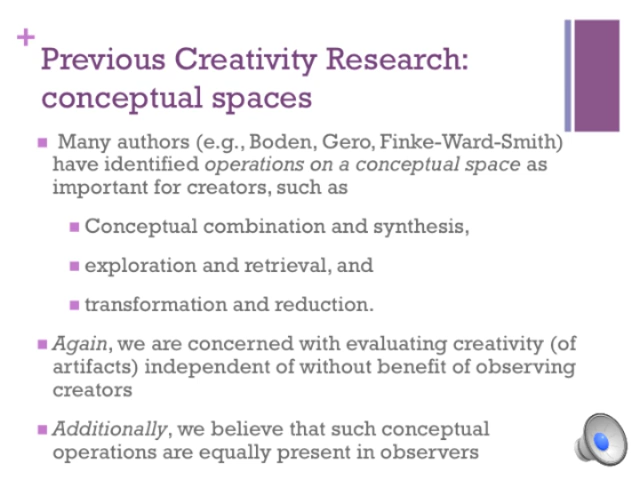 +
Previous Creativity Research:
conceptual spaces
Many authors (e.g., Boden, Gero, Finke-Ward-Smith)
have identified operations on a conceptual space as
important for creators, such as
Conceptual combination and synthesis,
exploration and retrieval, and
transformation and reduction.
Again, we are concerned with evaluating creativity (of
artifacts) independent of without benefit of observing
creators
Additionally, we believe that such conceptual
operations are equally present in observers